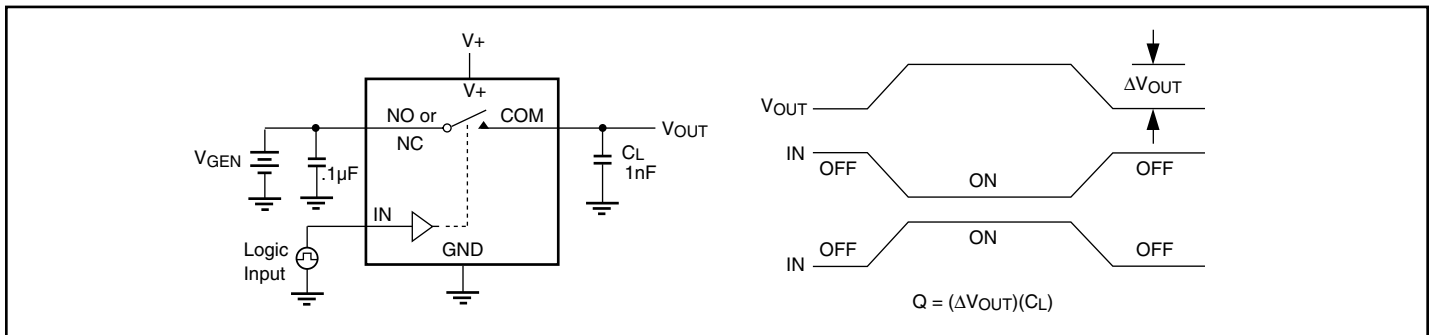 V+
V+
NO or
NC
COM
VOUT
VGEN
.1µF
CL
1nF
IN
Logic
Input
GND
VOUT
ΔVOUT
IN
OFF
ON
OFF
IN
OFF
ON
OFF
Q = (ΔVOUT)(CL)